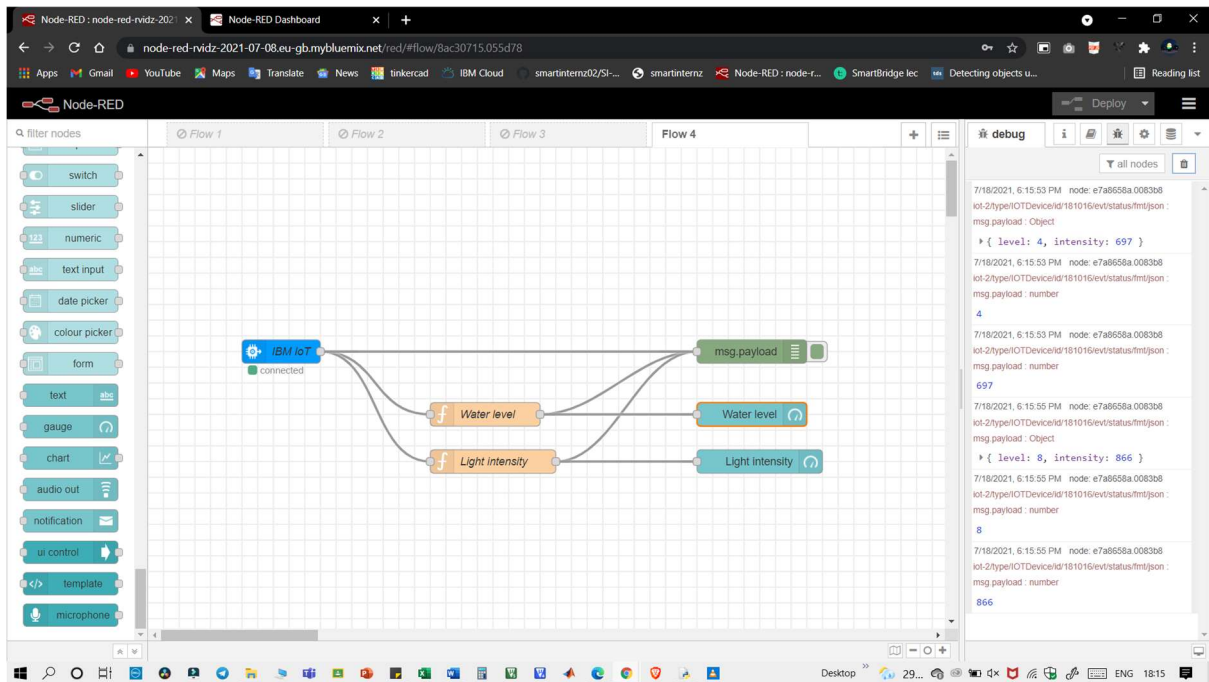 Node-RED : node-red-rvidz-2021
Node-RED Dashboard
node-red-rvidz-2021-07-08.eu-gb.mybluemix.net/red/#flow/8ac30715.055d78
Apps
Gmail
YouTube
Maps
Translate
News
tinkercad
IBM Cloud
smartinternz02/SI-...
smartinternz
Node-RED : node-r...
SmartBridge lec
Detecting objects u...
Reading list
Node-RED
Deploy
filter nodes
Flow 1
Flow 2
Flow 3
Flow 4
debug
i
all nodes
switch
slider
123
numeric
abc
text input
date picker
colour picker
form
text
abc
gauge
chart
audio out
notification
ui control
</>
template
microphone
IBM IoT
connected
f
Water level
f
Light intensity
msg.payload
Water level
Light intensity
7/18/2021, 6:15:53 PM node: e7a8658a.0083b8
iot-2/type/IOTDevice/id/181016/evt/status/fmt/json :
msg.payload : Object
{ level: 4, intensity: 697 }
7/18/2021, 6:15:53 PM node: e7a8658a.0083b8
iot-2/type/IOTDevice/id/181016/evt/status/fmt/json :
msg.payload : number
4
7/18/2021, 6:15:53 PM node: e7a8658a.0083b8
iot-2/type/IOTDevice/id/181016/evt/status/fmt/json :
msg.payload : number
697
7/18/2021, 6:15:55 PM node: e7a8658a.0083b8
iot-2/type/IOTDevice/id/181016/evt/status/fmt/json :
msg.payload : Object
{ level: 8, intensity: 866 }
7/18/2021, 6:15:55 PM node: e7a8658a.0083b8
iot-2/type/IOTDevice/id/181016/evt/status/fmt/json :
msg.payload : number
8
7/18/2021, 6:15:55 PM node: e7a8658a.0083b8
iot-2/type/IOTDevice/id/181016/evt/status/fmt/json :
msg.payload : number
866
Desktop
29...
ENG
18:15